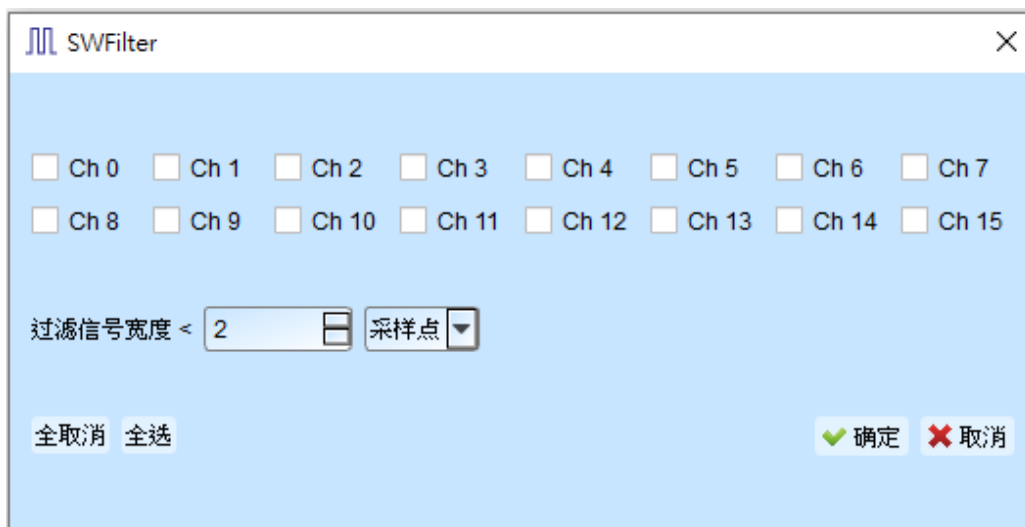 SWFilter
Ch 0 Ch 1 Ch 2 Ch 3 Ch 4 Ch 5 Ch 6 Ch 7
Ch 8 Ch 9 Ch 10 Ch 11 Ch 12 Ch 13 Ch 14 Ch 15
过滤信号宽度 < 2 采样点
全取消 全选 确定 取消